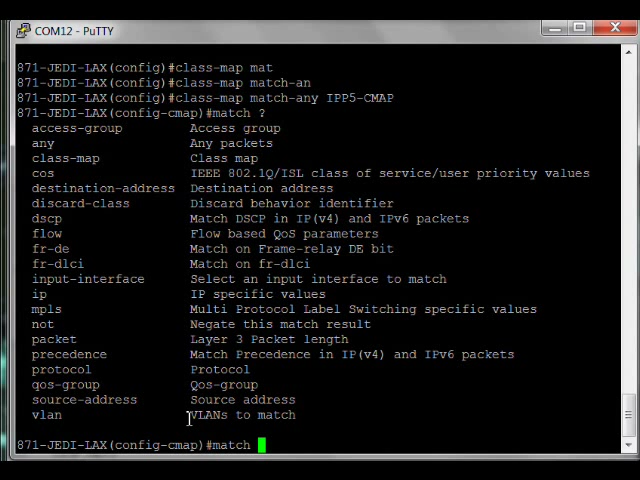 COM12 - PuTTY
871-JEDI-LAX(config)#class-map mat
871-JEDI-LAX(config)#class-map match-an
871-JEDI-LAX(config)#class-map match-any IPP5-CMAP
871-JEDI-LAX(config-cmap)#match ?
access-group Access group
any Any packets
class-map Class map
cos IEEE 802.1Q/ISL class of service/user priority values
destination-address Destination address
discard-class Discard behavior identifier
dscp Match DSCP in IP(v4) and IPv6 packets
flow Flow based QoS parameters
fr-de Match on Frame-relay DE bit
fr-dlci Match on fr-dlci
input-interface Select an input interface to match
ip IP specific values
mpls Multi Protocol Label Switching specific values
not Negate this match result
packet Layer 3 Packet length
precedence Match Precedence in IP(v4) and IPv6 packets
protocol Protocol
qos-group Qos-group
source-address Source address
vlan VLANs to match
871-JEDI-LAX(config-cmap)#match